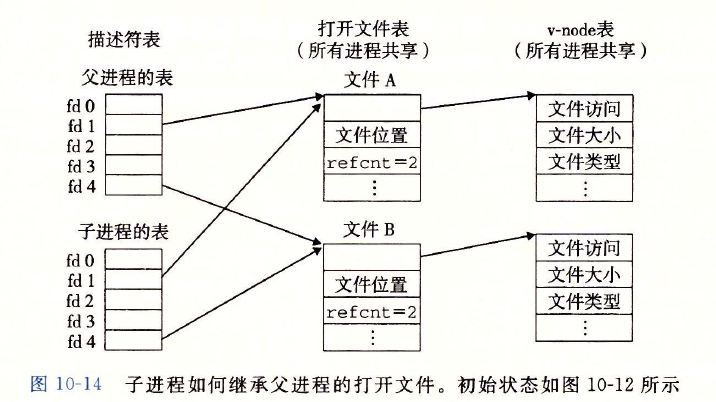 描述符表
父进程的表
fd 0
fd 1
fd 2
fd 3
fd 4
子进程的表
fd 0
fd 1
fd 2
fd 3
fd 4
打开文件表
（所有进程共享）
文件 A
文件位置
refcnt=2
⋮
文件 B
文件位置
refcnt=2
⋮
v-node表
（所有进程共享）
文件访问
文件大小
文件类型
⋮
文件访问
文件大小
文件类型
⋮
图 10-14 子进程如何继承父进程的打开文件。初始状态如图 10-12 所示